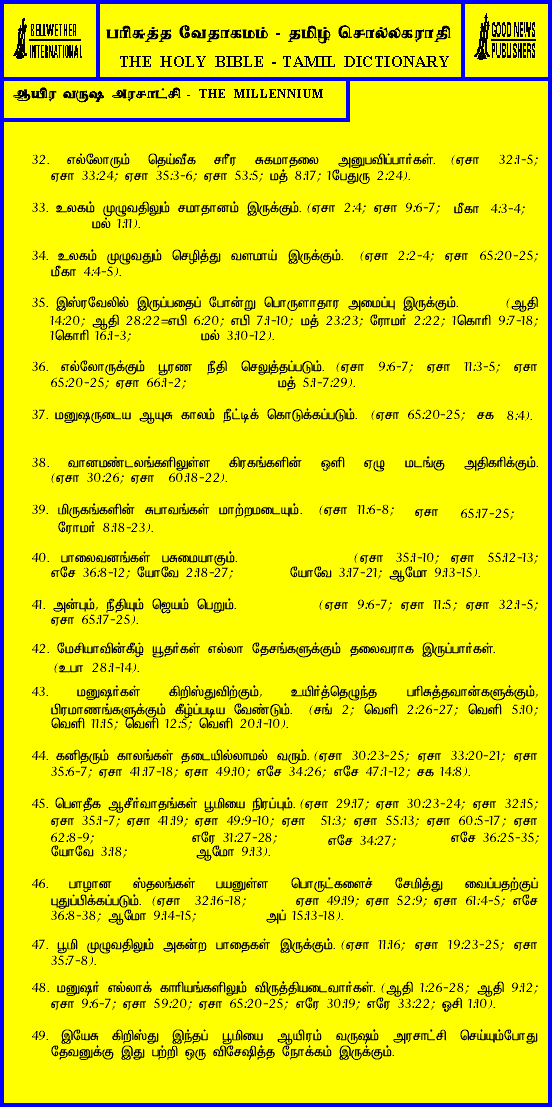 BELLWETHER
INTERNATIONAL
பரிசுத்த வேதாகமம் - தமிழ் சொல்லகராதி
THE HOLY BIBLE - TAMIL DICTIONARY
GOOD NEWS
PUBLISHERS
ஆயிர வருஷ அரசாட்சி - THE MILLENNIUM
32. எல்லோரும் தெய்வீக சரீர சுகமாதலை அனுபவிப்பார்கள். (ஏசா 32:1-5;
ஏசா 33:24; ஏசா 35:3-6; ஏசா 53:5; மத் 8:17; 1பேதுரு 2:24).
33. உலகம் முழுவதிலும் சமாதானம் இருக்கும். (ஏசா 2:4; ஏசா 9:6-7; மீகா 4:3-4;
மல் 1:11).
34. உலகம் முழுவதும் செழித்து வளமாய் இருக்கும். (ஏசா 2:2-4; ஏசா 65:20-25;
மீகா 4:4-5).
35. இஸ்ரவேலில் இருப்பதைப் போன்று பொருளாதார அமைப்பு இருக்கும். (ஆதி
14:20; ஆதி 28:22=எபி 6:20; எபி 7:1-10; மத் 23:23; ரோமர் 2:22; 1கொரி 9:7-18;
1கொரி 16:1-3; மல் 3:10-12).
36. எல்லோருக்கும் பூரண நீதி செலுத்தப்படும். (ஏசா 9:6-7; ஏசா 11:3-5; ஏசா
65:20-25; ஏசா 66:1-2; மத் 5:1-7:29).
37. மனுஷருடைய ஆயுசு காலம் நீட்டிக் கொடுக்கப்படும். (ஏசா 65:20-25; சக 8:4).
38. வானமண்டலங்களிலுள்ள கிரகங்களின் ஒளி ஏழு மடங்கு அதிகரிக்கும்.
(ஏசா 30:26; ஏசா 60:18-22).
39. மிருகங்களின் சுபாவங்கள் மாற்றமடையும். (ஏசா 11:6-8; ஏசா 65:17-25;
ரோமர் 8:18-23).
40. பாலைவனங்கள் பசுமையாகும். (ஏசா 35:1-10; ஏசா 55:12-13;
எசே 36:8-12; யோவே 2:18-27; யோவே 3:17-21; ஆமோ 9:13-15).
41. அன்பும், நீதியும் ஜெயம் பெறும். (ஏசா 9:6-7; ஏசா 11:5; ஏசா 32:1-5;
ஏசா 65:17-25).
42. மேசியாவின்கீழ் யூதர்கள் எல்லா தேசங்களுக்கும் தலைவராக இருப்பார்கள்.
(உபா 28:1-14).
43. மனுஷர்கள் கிறிஸ்துவிற்கும், உயிர்த்தெழுந்த பரிசுத்தவான்களுக்கும்,
பிரமாணங்களுக்கும் கீழ்ப்படிய வேண்டும். (சங் 2; வெளி 2:26-27; வெளி 5:10;
வெளி 11:15; வெளி 12:5; வெளி 20:1-10).
44. கனிதரும் காலங்கள் தடையில்லாமல் வரும். (ஏசா 30:23-25; ஏசா 33:20-21; ஏசா
35:6-7; ஏசா 41:17-18; ஏசா 49:10; எசே 34:26; எசே 47:1-12; சக 14:8).
45. பௌதீக ஆசீர்வாதங்கள் பூமியை நிரப்பும். (ஏசா 29:17; ஏசா 30:23-24; ஏசா 32:15;
ஏசா 35:1-7; ஏசா 41:19; ஏசா 49:9-10; ஏசா 51:3; ஏசா 55:13; ஏசா 60:5-17; ஏசா
62:8-9; எரே 31:27-28; எசே 34:27; எசே 36:25-35;
யோவே 3:18; ஆமோ 9:13).
46. பாழான ஸ்தலங்கள் பயனுள்ள பொருட்களைச் சேமித்து வைப்பதற்குப்
புதுப்பிக்கப்படும். (ஏசா 32:16-18; ஏசா 49:19; ஏசா 52:9; ஏசா 61:4-5; எசே
36:8-38; ஆமோ 9:14-15; அப் 15:13-18).
47. பூமி முழுவதிலும் அகன்ற பாதைகள் இருக்கும். (ஏசா 11:16; ஏசா 19:23-25; ஏசா
35:7-8).
48. மனுஷர் எல்லாக் காரியங்களிலும் விருத்தியடைவார்கள். (ஆதி 1:26-28; ஆதி 9:12;
ஏசா 9:6-7; ஏசா 59:20; ஏசா 65:20-25; எரே 30:19; எரே 33:22; ஓசி 1:10).
49. இயேசு கிறிஸ்து இந்தப் பூமியை ஆயிரம் வருஷம் அரசாட்சி செய்யும்போது
தேவனுக்கு இது பற்றி ஒரு விசேஷித்த நோக்கம் இருக்கும்.